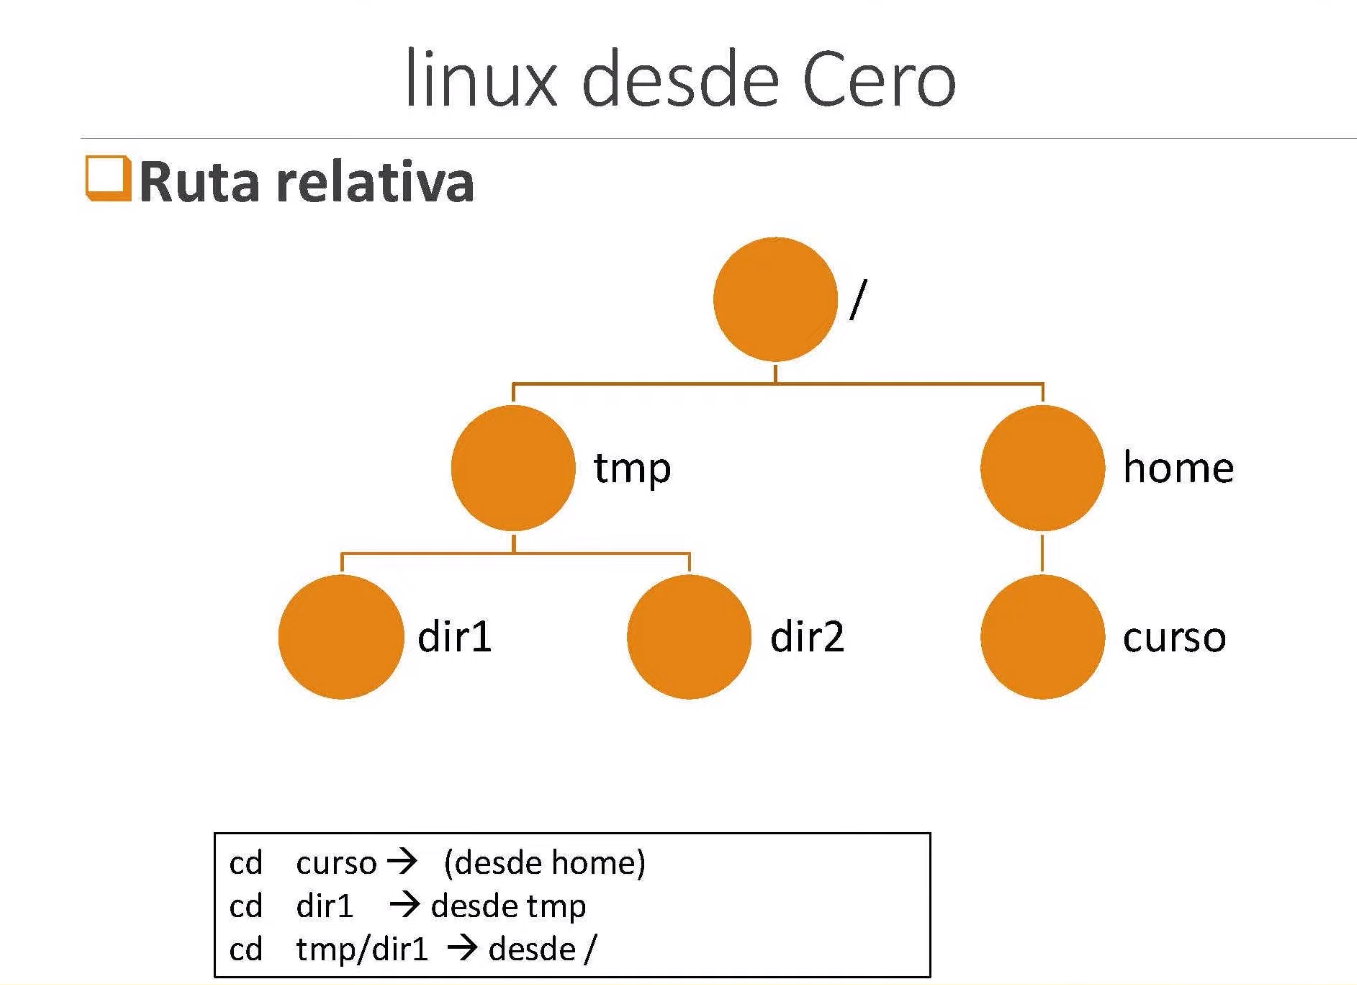 linux desde Cero
Ruta relativa
/
tmp
home
dir1
dir2
curso
cd curso → (desde home)
cd dir1 → desde tmp
cd tmp/dir1 → desde /